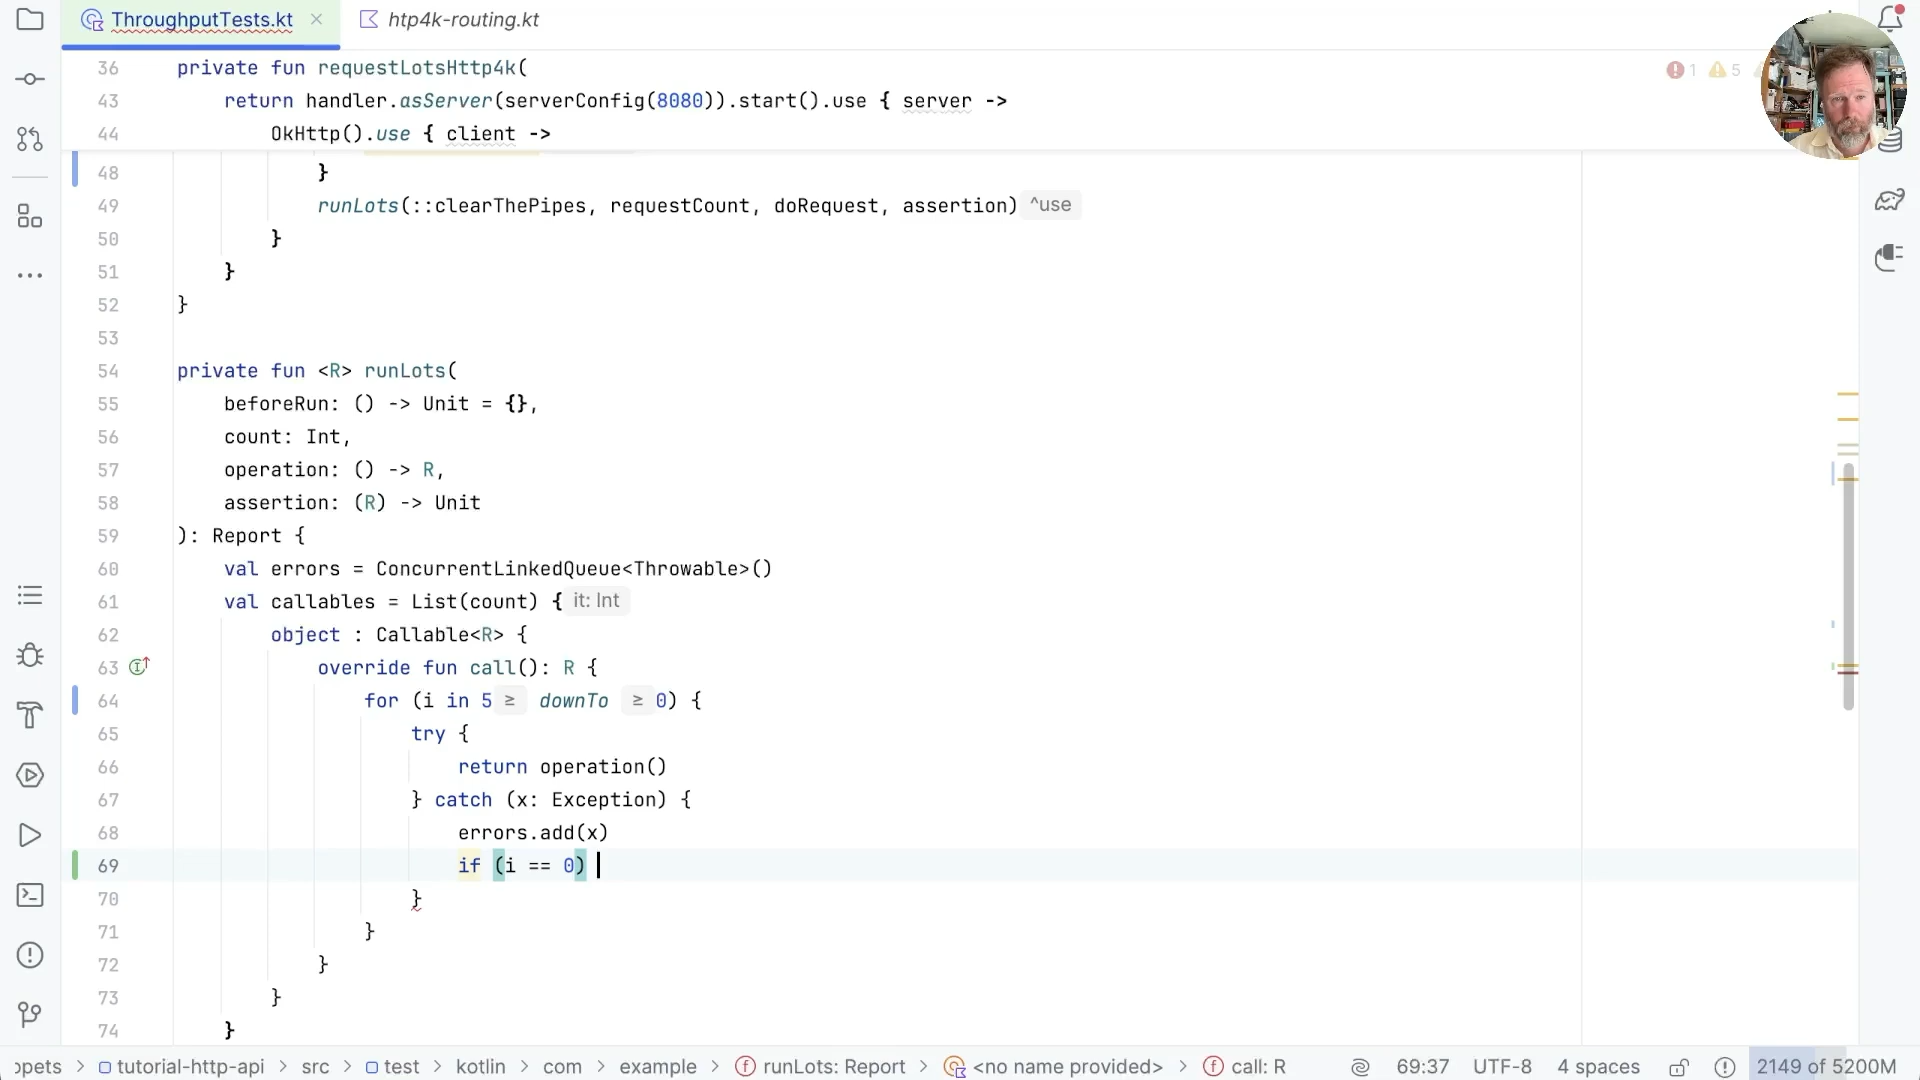 ThroughputTests.kt
htp4k-routing.kt
36 private fun requestLotsHttp4k(
43 return handler.asServer(serverConfig(8080)).start().use { server ->
44 OkHttp().use { client ->
1 5
48 }
49 runLots(::clearThePipes, requestCount, doRequest, assertion) ^use
50 }
51 }
52 }
53
54 private fun <R> runLots(
55 beforeRun: () -> Unit = {},
56 count: Int,
57 operation: () -> R,
58 assertion: (R) -> Unit
59 ): Report {
60 val errors = ConcurrentLinkedQueue<Throwable>()
61 val callables = List(count) { it: Int
62 object : Callable<R> {
63 override fun call(): R {
64 for (i in 5 ≥ downTo ≥ 0) {
65 try {
66 return operation()
67 } catch (x: Exception) {
68 errors.add(x)
69 if (i == 0)
70 }
71 }
72 }
73 }
74 }
ppets > tutorial-http-api > src > test > kotlin > com > example > runLots: Report > <no name provided> > call: R 69:37 UTF-8 4 spaces 2149 of 5200M